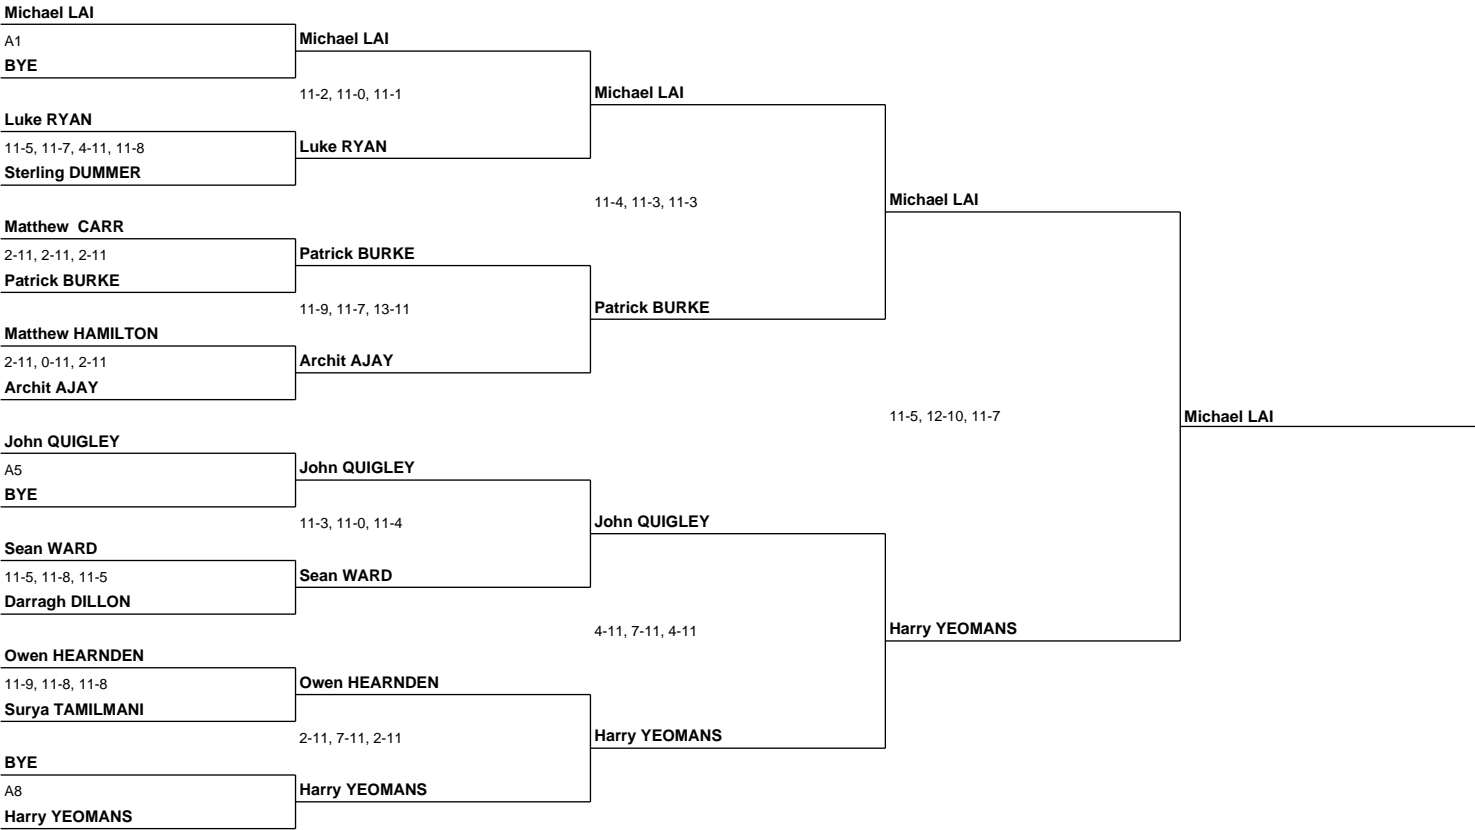 Michael LAI
A1
BYE
Michael LAI
11-2, 11-0, 11-1
Luke RYAN
11-5, 11-7, 4-11, 11-8
Sterling DUMMER
Luke RYAN
Michael LAI
11-4, 11-3, 11-3
Matthew  CARR
2-11, 2-11, 2-11
Patrick BURKE
Patrick BURKE
11-9, 11-7, 13-11
Matthew HAMILTON
2-11, 0-11, 2-11
Archit AJAY
Archit AJAY
Patrick BURKE
Michael LAI
11-5, 12-10, 11-7
Michael LAI
John QUIGLEY
A5
BYE
John QUIGLEY
11-3, 11-0, 11-4
Sean WARD
11-5, 11-8, 11-5
Darragh DILLON
Sean WARD
John QUIGLEY
4-11, 7-11, 4-11
Owen HEARNDEN
11-9, 11-8, 11-8
Surya TAMILMANI
Owen HEARNDEN
2-11, 7-11, 2-11
BYE
A8
Harry YEOMANS
Harry YEOMANS
Harry YEOMANS
Harry YEOMANS